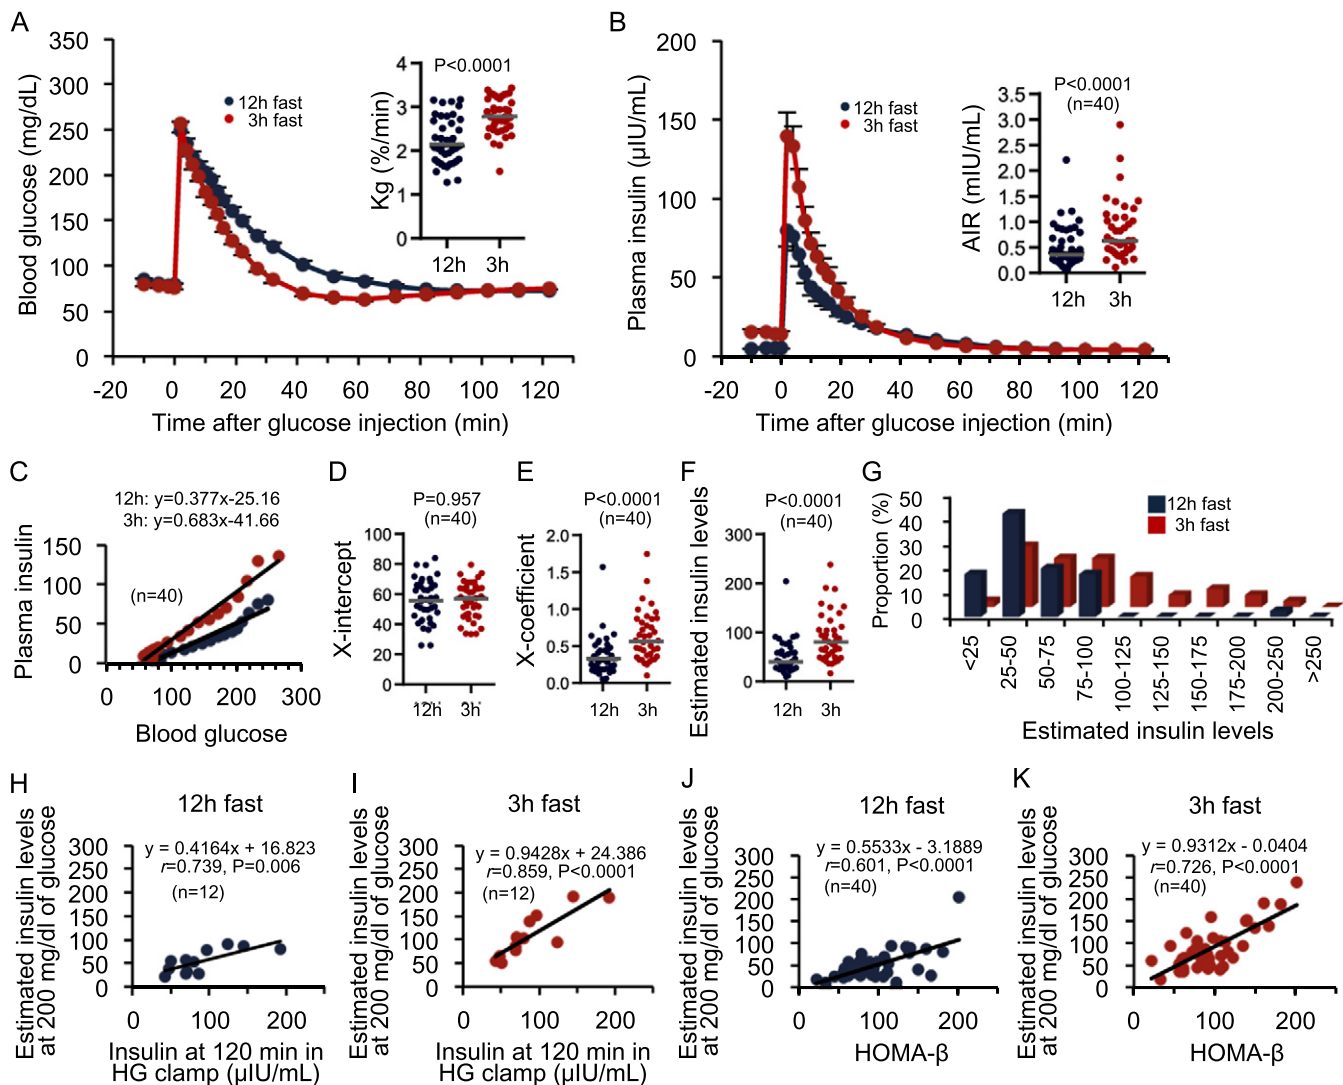 A
Blood glucose (mg/dL)
350
300
250
200
150
100
50
0
-20
0
20
40
60
80
100
120
Time after glucose injection (min)
12h fast
3h fast
P<0.0001
Kg (%/min)
4
3
2
1
0
12h
3h
B
Plasma insulin (µIU/mL)
200
150
100
50
0
-20
0
20
40
60
80
100
120
Time after glucose injection (min)
12h fast
3h fast
P<0.0001
(n=40)
AIR (mIU/mL)
3.5
3.0
2.5
2.0
1.5
1.0
0.5
0.0
12h
3h
C
12h: y=0.377x-25.16
3h: y=0.683x-41.66
Plasma insulin
150
100
50
0
(n=40)
0
100
200
300
Blood glucose
D
P=0.957
(n=40)
X-intercept
100
80
60
40
20
0
12h
3h
E
P<0.0001
(n=40)
X-coefficient
2.0
1.5
1.0
0.5
0.0
12h
3h
F
P<0.0001
(n=40)
Estimated insulin levels
300
200
100
0
12h
3h
G
Proportion (%)
50
40
30
20
10
0
12h fast
3h fast
<25
25-50
50-75
75-100
100-125
125-150
150-175
175-200
200-250
>250
Estimated insulin levels
H
12h fast
Estimated insulin levels
at 200 mg/dl of glucose
300
250
200
150
100
50
0
y = 0.4164x + 16.823
r=0.739, P=0.006
(n=12)
0
100
200
Insulin at 120 min in
HG clamp (µIU/mL)
I
3h fast
Estimated insulin levels
at 200 mg/dl of glucose
300
250
200
150
100
50
0
y = 0.9428x + 24.386
r=0.859, P<0.0001
(n=12)
0
100
200
Insulin at 120 min in
HG clamp (µIU/mL)
J
12h fast
Estimated insulin levels
at 200 mg/dl of glucose
300
250
200
150
100
50
0
y = 0.5533x - 3.1889
r=0.601, P<0.0001
(n=40)
0
100
200
HOMA-β
K
3h fast
Estimated insulin levels
at 200 mg/dl of glucose
300
250
200
150
100
50
0
y = 0.9312x - 0.0404
r=0.726, P<0.0001
(n=40)
0
100
200
HOMA-β